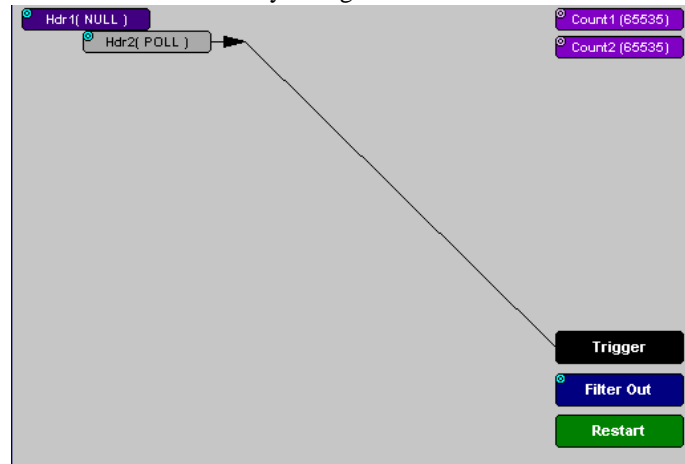 Hdr1( NULL )
Count1 (65535)
Hdr2( POLL )
Count2 (65535)
Trigger
Filter Out
Restart